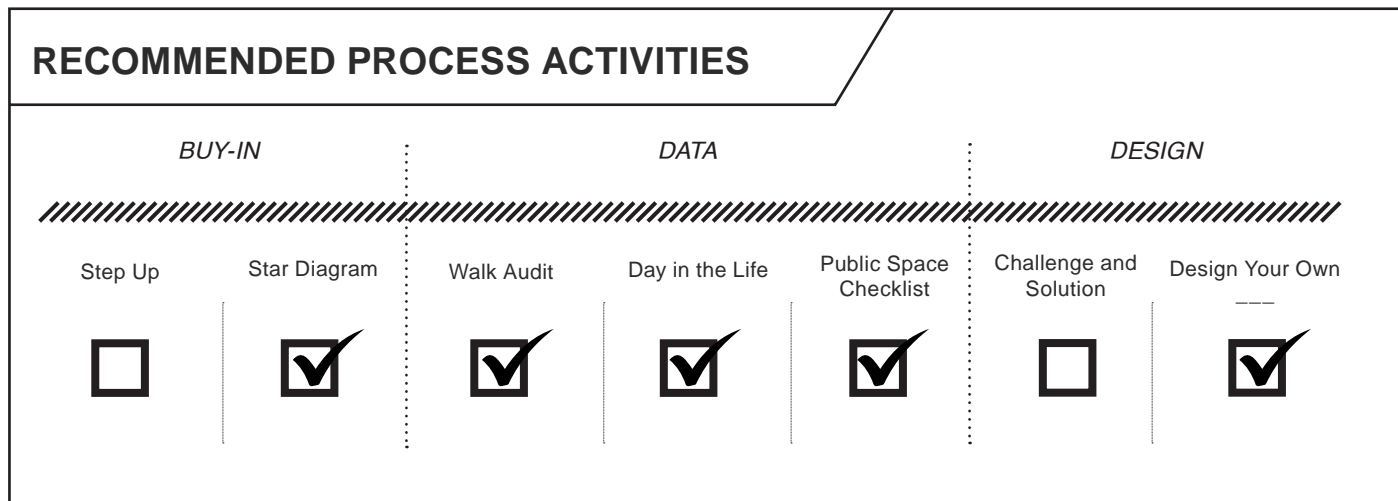 RECOMMENDED PROCESS ACTIVITIES
BUY-IN
DATA
DESIGN
Step Up
Star Diagram
Walk Audit
Day in the Life
Public Space
Checklist
Challenge and
Solution
Design Your Own
___